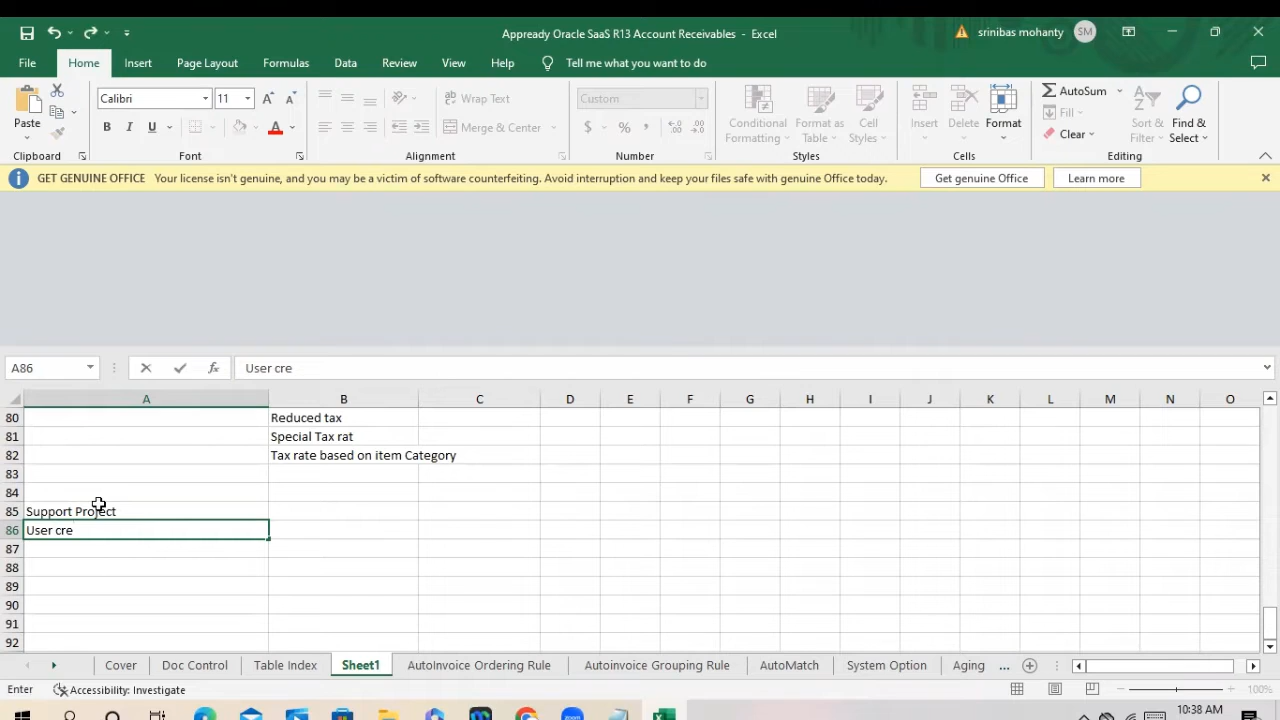 Appready Oracle SaaS R13 Account Receivables - Excel
srinibas mohanty
SM
File Home Insert Page Layout Formulas Data Review View Help Tell me what you want to do
Paste
Calibri 11
B I U
Wrap Text
Merge & Center
Custom
$ % ,
Conditional Formatting
Format as Table
Cell Styles
Insert
Delete
Format
AutoSum
Fill
Clear
Sort & Filter
Find & Select
Clipboard Font Alignment Number Styles Cells Editing
GET GENUINE OFFICE Your license isn't genuine, and you may be a victim of software counterfeiting. Avoid interruption and keep your files safe with genuine Office today. Get genuine Office Learn more
A86 fx User cre
A B C D E F G H I J K L M N O
80 Reduced tax
81 Special Tax rat
82 Tax rate based on item Category
83
84
85 Support Project
86 User cre
87
88
89
90
91
92
Cover Doc Control Table Index Sheet1 AutoInvoice Ordering Rule Autoinvoice Grouping Rule AutoMatch System Option Aging ...
Enter Accessibility: Investigate 100%
10:38 AM